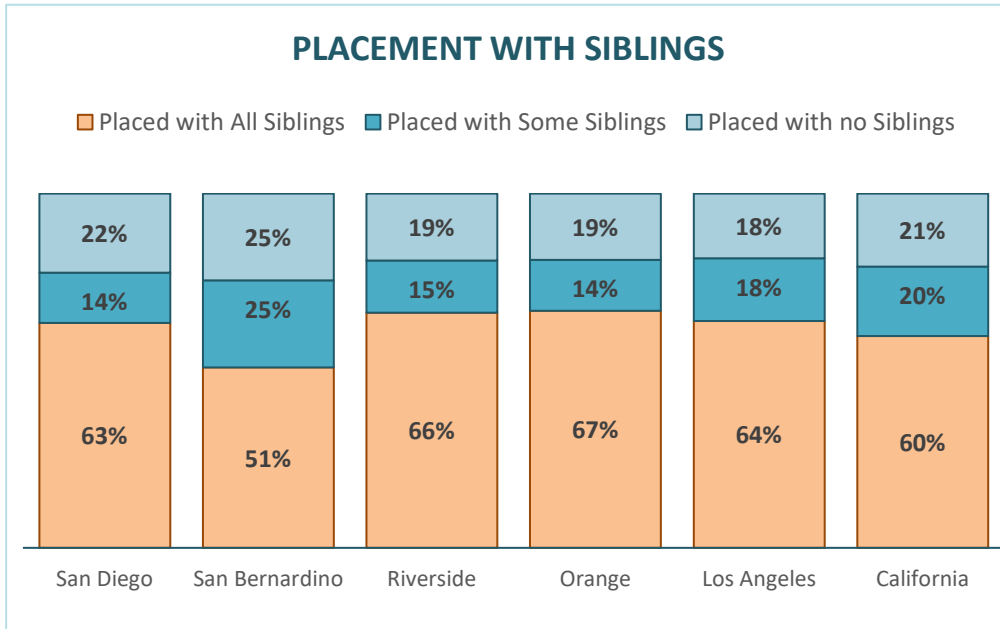 PLACEMENT WITH SIBLINGS
Placed with All Siblings Placed with Some Siblings Placed with no Siblings
22% 25% 19% 19% 18% 21%
14% 25% 15% 14% 18% 20%
63% 51% 66% 67% 64% 60%
San Diego San Bernardino Riverside Orange Los Angeles California